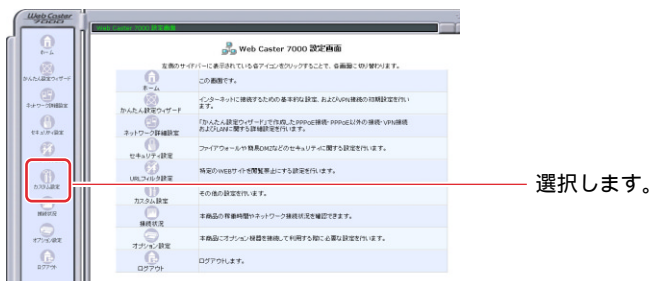 Web Caster
7000
Web Caster 7000 設定画面
Web Caster 7000 設定画面
左側のサイドバーに表示されている各アイコンをクリックすることで、各画面に切り替わります。
ホーム
かんたん設定ウィザード
ネットワーク詳細設定
セキュリティ設定
カスタム設定
接続状況
オプション設定
ログアウト
ホーム
この画面です。
かんたん設定ウィザード
インターネットに接続するための基本的な設定、およびVPN接続の初期設定を行います。
ネットワーク詳細設定
「かんたん設定ウィザード」で作成したPPPoE接続・PPPoE以外の接続・VPN接続
およびLANに関する詳細設定を行います。
セキュリティ設定
ファイアウォールや簡易DMZなどのセキュリティに関する設定を行います。
URLフィルタ設定
特定のWEBサイトを閲覧禁止にする設定を行います。
カスタム設定
その他の設定を行います。
接続状況
本商品の稼働時間やネットワーク接続状況を確認できます。
オプション設定
本商品にオプション機器を接続して利用する際に必要な設定を行います。
ログアウト
ログアウトします。
選択します。